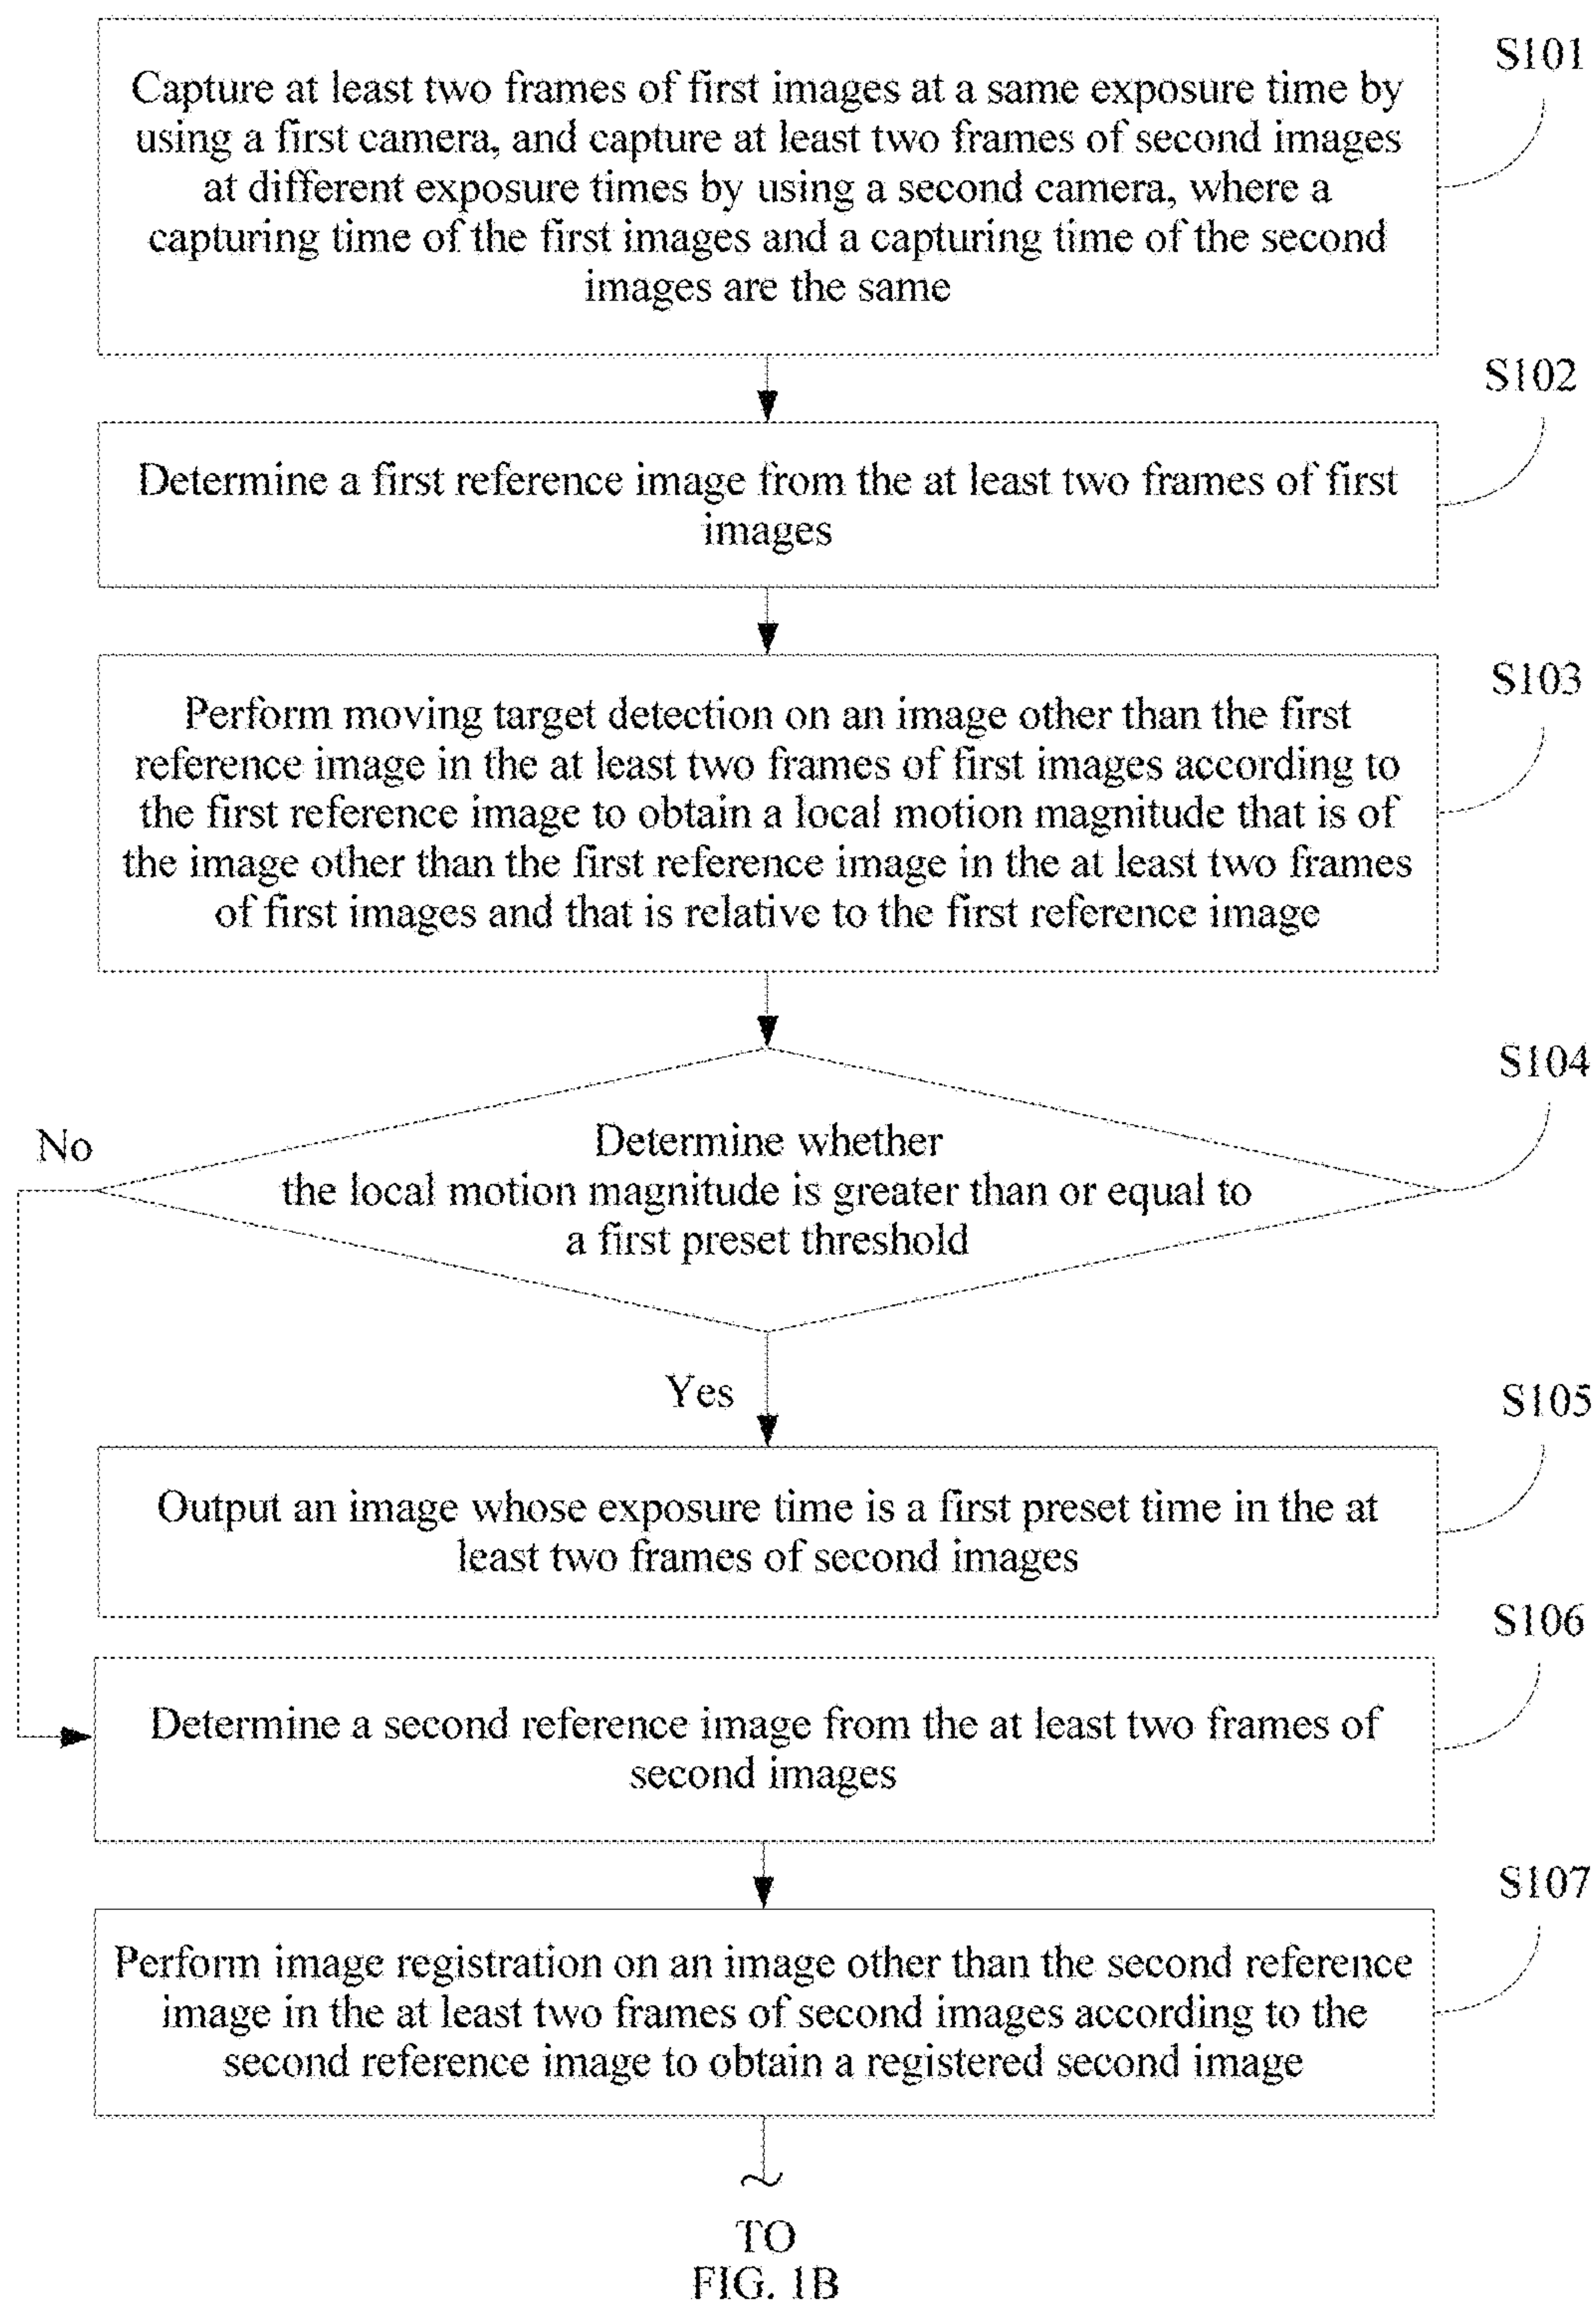 S101
Capture at least two frames of first images at a same exposure time by
using a first camera, and capture at least two frames of second images
at different exposure times by using a second camera, where a
capturing time of the first images and a capturing time of the second
images are the same
S102
Determine a first reference image from the at least two frames of first
images
S103
Perform moving target detection on an image other than the first
reference image in the at least two frames of first images according to
the first reference image to obtain a local motion magnitude that is of
the image other than the first reference image in the at least two frames
of first images and that is relative to the first reference image
S104
No
Determine whether
the local motion magnitude is greater than or equal to
a first preset threshold
Yes
S105
Output an image whose exposure time is a first preset time in the at
least two frames of second images
S106
Determine a second reference image from the at least two frames of
second images
S107
Perform image registration on an image other than the second reference
image in the at least two frames of second images according to the
second reference image to obtain a registered second image
TO
FIG. 1B